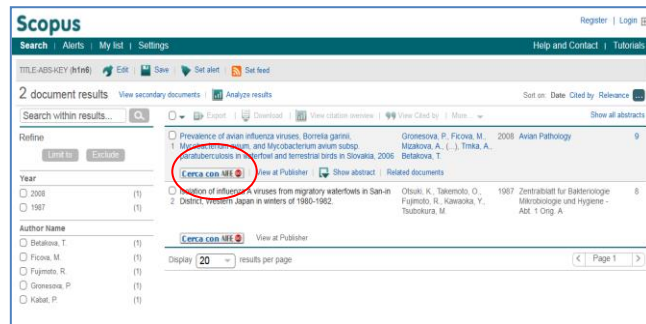 Scopus
Register | Login
Search | Alerts | My list | Settings
Help and Contact | Tutorials
TITLE-ABS-KEY (h1n6) Edit | Save | Set alert | Set feed
2 document results View secondary documents | Analyze results
Sort on: Date Cited by Relevance ...
Search within results...
Export | Download | View citation overview | View Cited by | More...
Show all abstracts
Refine
Limit to Exclude
Year
2008 (1)
1987 (1)
Author Name
Betakova, T. (1)
Ficova, M. (1)
Fujimoto, R. (1)
Gronesova, P. (1)
Kabat, P. (1)
1
Prevalence of avian influenza viruses, Borrelia garinii,
Mycobacterium avium, and Mycobacterium avium subsp.
paratuberculosis in waterfowl and terrestrial birds in Slovakia, 2006
Gronesova, P., Ficova, M.,
Mizakova, A., (...), Trnka, A.,
Betakova, T.
2008 Avian Pathology 9
Cerca con View at Publisher | Show abstract | Related documents
2
Isolation of influenza A viruses from migratory waterfowls in San-in
District, Western Japan in winters of 1980-1982.
Otsuki, K., Takemoto, O.,
Fujimoto, R., Kawaoka, Y.,
Tsubokura, M.
1987 Zentralblatt fur Bakteriologie
Mikrobiologie und Hygiene -
Abt. 1 Orig. A
8
Cerca con View at Publisher
Display 20 results per page
Page 1